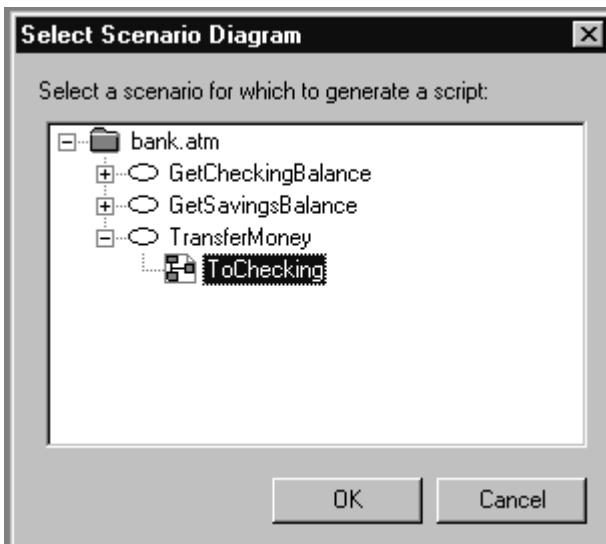 Select Scenario Diagram
Select a scenario for which to generate a script:
bank.atm
GetCheckingBalance
GetSavingsBalance
TransferMoney
ToChecking
OK Cancel